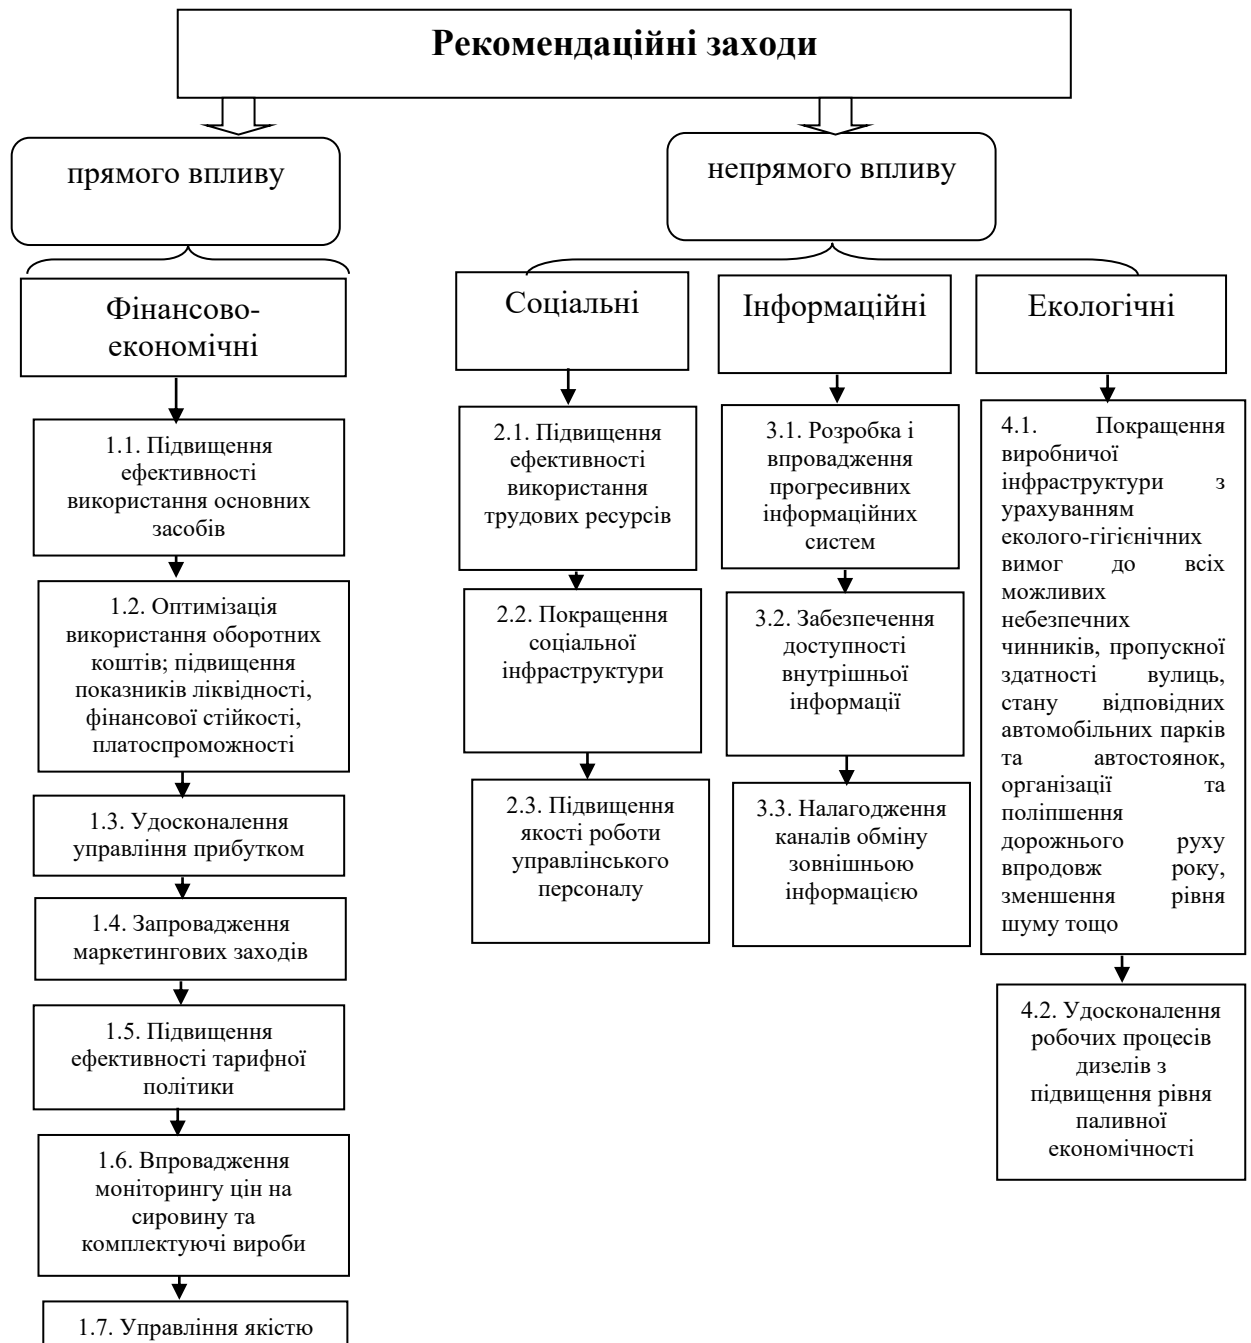 Рекомендаційні заходи
прямого впливу
непрямого впливу
Фінансово-
економічні
Соціальні
Інформаційні
Екологічні
1.1. Підвищення
ефективності
використання основних
засобів
1.2. Оптимізація
використання оборотних
коштів; підвищення
показників ліквідності,
фінансової стійкості,
платоспроможності
1.3. Удосконалення
управління прибутком
1.4. Запровадження
маркетингових заходів
1.5. Підвищення
ефективності тарифної
політики
1.6. Впровадження
моніторингу цін на
сировину та
комплектуючі вироби
1.7. Управління якістю
2.1. Підвищення
ефективності
використання
трудових ресурсів
2.2. Покращення
соціальної
інфраструктури
2.3. Підвищення
якості роботи
управлінського
персоналу
3.1. Розробка і
впровадження
прогресивних
інформаційних
систем
3.2. Забезпечення
доступності
внутрішньої
інформації
3.3. Налагодження
каналів обміну
зовнішньою
інформацією
4.1. Покращення
виробничої
інфраструктури з
урахуванням
еколого-гігієнічних
вимог до всіх
можливих
небезпечних
чинників, пропускної
здатності вулиць,
стану відповідних
автомобільних парків
та автостоянок,
організації та
поліпшення
дорожнього руху
впродовж року,
зменшення рівня
шуму тощо
4.2. Удосконалення
робочих процесів
дизелів з
підвищення рівня
паливної
економічності